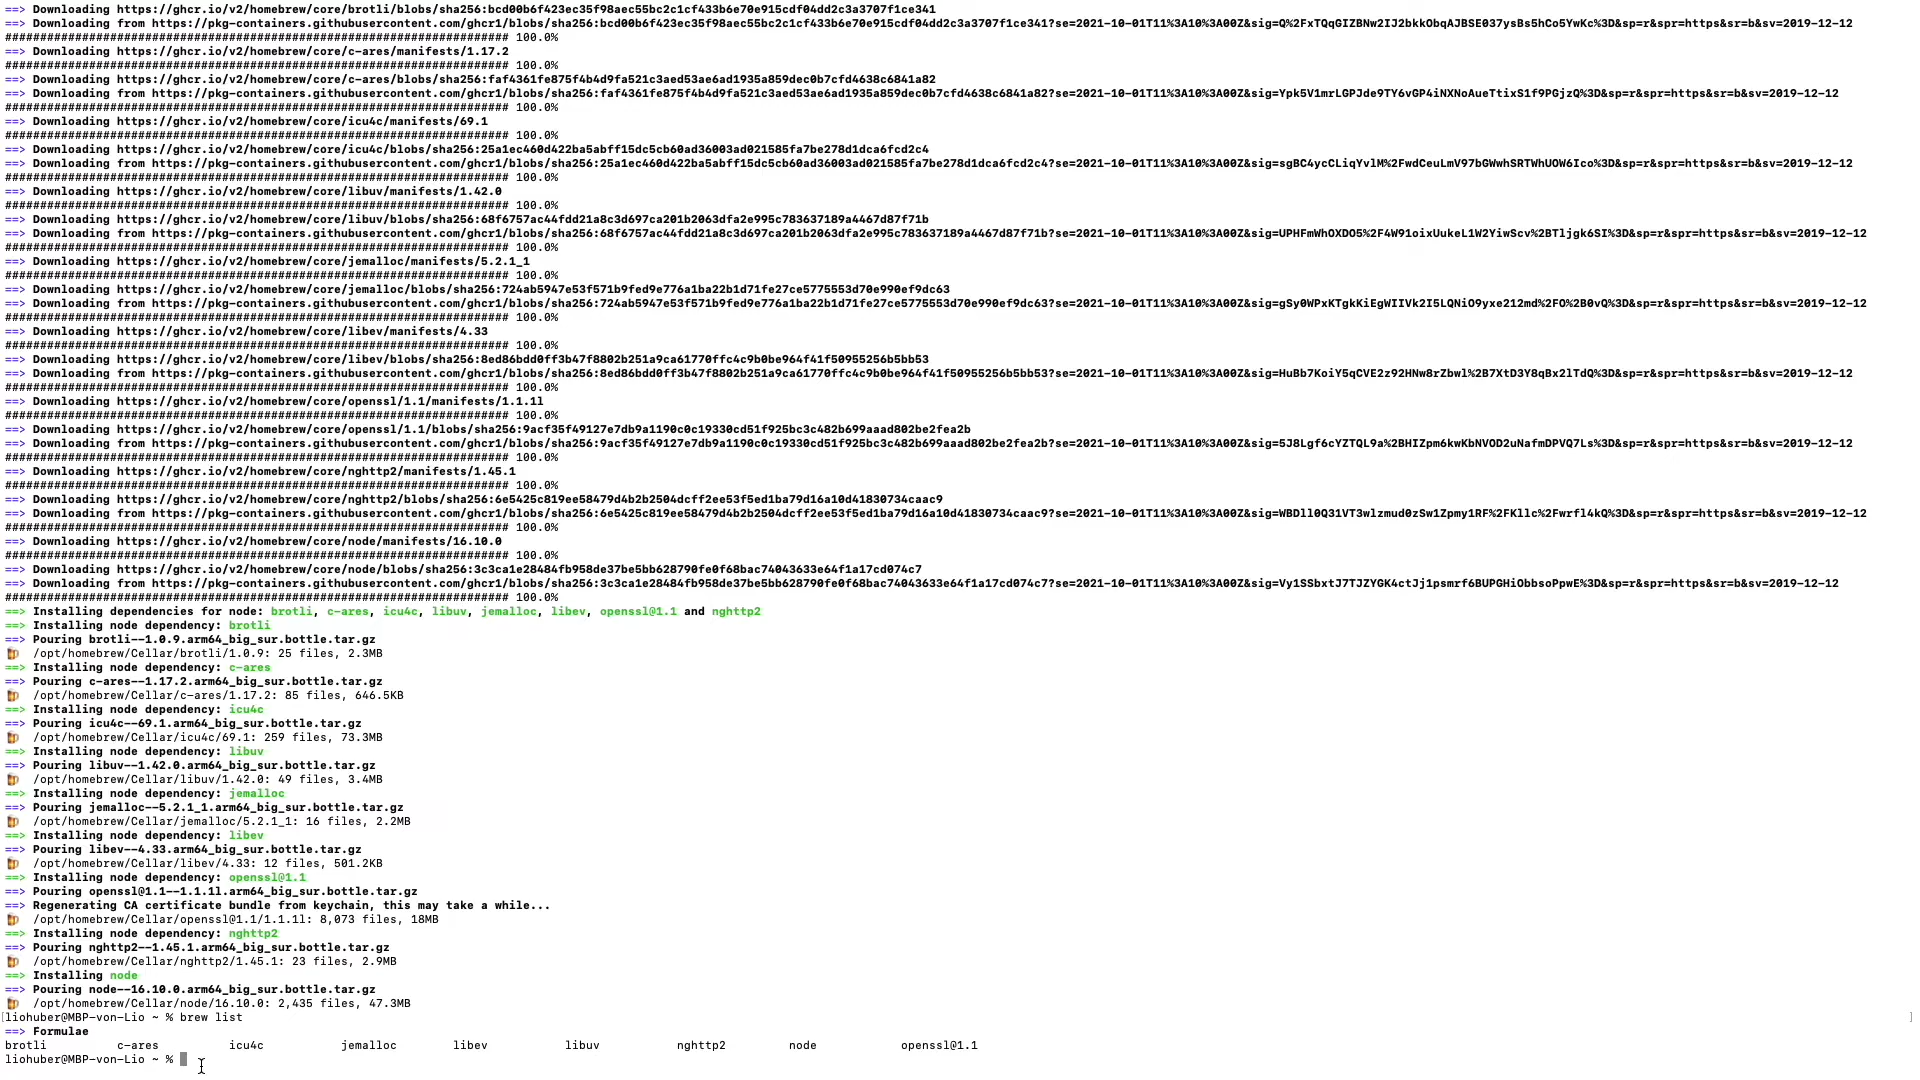 ==> Downloading https://ghcr.io/v2/homebrew/core/brotli/blobs/sha256:bcd00b6f423ec35f98aec55bc2c1cf433b6e70e915cdf04dd2c3a3707f1ce341
==> Downloading from https://pkg-containers.githubusercontent.com/ghcr1/blobs/sha256:bcd00b6f423ec35f98aec55bc2c1cf433b6e70e915cdf04dd2c3a3707f1ce341?se=2021-10-01T11%3A10%3A00Z&sig=Q%2FxTQqGIZBNw2IJ2bkkObqAJBSE037ysBs5hCo5YwKc%3D&sp=r&spr=https&sr=b&sv=2019-12-12
######################################################################## 100.0%
==> Downloading https://ghcr.io/v2/homebrew/core/c-ares/manifests/1.17.2
######################################################################## 100.0%
==> Downloading https://ghcr.io/v2/homebrew/core/c-ares/blobs/sha256:faf4361fe875f4b4d9fa521c3aed53ae6ad1935a859dec0b7cfd4638c6841a82
==> Downloading from https://pkg-containers.githubusercontent.com/ghcr1/blobs/sha256:faf4361fe875f4b4d9fa521c3aed53ae6ad1935a859dec0b7cfd4638c6841a82?se=2021-10-01T11%3A10%3A00Z&sig=Ypk5V1mrLGPJde9TY6vGP4iNXNoAueTtixS1f9PGjzQ%3D&sp=r&spr=https&sr=b&sv=2019-12-12
######################################################################## 100.0%
==> Downloading https://ghcr.io/v2/homebrew/core/icu4c/manifests/69.1
######################################################################## 100.0%
==> Downloading https://ghcr.io/v2/homebrew/core/icu4c/blobs/sha256:25a1ec460d422ba5abff15dc5cb60ad36003ad021585fa7be278d1dca6fcd2c4
==> Downloading from https://pkg-containers.githubusercontent.com/ghcr1/blobs/sha256:25a1ec460d422ba5abff15dc5cb60ad36003ad021585fa7be278d1dca6fcd2c4?se=2021-10-01T11%3A10%3A00Z&sig=sgBC4ycCLiqYvlM%2FwdCeuLmV97bGWwhSRTWhUOW6Ico%3D&sp=r&spr=https&sr=b&sv=2019-12-12
######################################################################## 100.0%
==> Downloading https://ghcr.io/v2/homebrew/core/libuv/manifests/1.42.0
######################################################################## 100.0%
==> Downloading https://ghcr.io/v2/homebrew/core/libuv/blobs/sha256:68f6757ac44fdd21a8c3d697ca201b2063dfa2e995c783637189a4467d87f71b
==> Downloading from https://pkg-containers.githubusercontent.com/ghcr1/blobs/sha256:68f6757ac44fdd21a8c3d697ca201b2063dfa2e995c783637189a4467d87f71b?se=2021-10-01T11%3A10%3A00Z&sig=UPHFmWhOXDO5%2F4W91oixUukeL1W2YiwScv%2BTljgk6SI%3D&sp=r&spr=https&sr=b&sv=2019-12-12
######################################################################## 100.0%
==> Downloading https://ghcr.io/v2/homebrew/core/jemalloc/manifests/5.2.1_1
######################################################################## 100.0%
==> Downloading https://ghcr.io/v2/homebrew/core/jemalloc/blobs/sha256:724ab5947e53f571b9fed9e776a1ba22b1d71fe27ce5775553d70e990ef9dc63
==> Downloading from https://pkg-containers.githubusercontent.com/ghcr1/blobs/sha256:724ab5947e53f571b9fed9e776a1ba22b1d71fe27ce5775553d70e990ef9dc63?se=2021-10-01T11%3A10%3A00Z&sig=gSy0WPxKTgkKiEgWIIVk2I5LQNiO9yxe212md%2FO%2B0vQ%3D&sp=r&spr=https&sr=b&sv=2019-12-12
######################################################################## 100.0%
==> Downloading https://ghcr.io/v2/homebrew/core/libev/manifests/4.33
######################################################################## 100.0%
==> Downloading https://ghcr.io/v2/homebrew/core/libev/blobs/sha256:8ed86bdd0ff3b47f8802b251a9ca61770ffc4c9b0be964f41f50955256b5bb53
==> Downloading from https://pkg-containers.githubusercontent.com/ghcr1/blobs/sha256:8ed86bdd0ff3b47f8802b251a9ca61770ffc4c9b0be964f41f50955256b5bb53?se=2021-10-01T11%3A10%3A00Z&sig=HuBb7KoiY5qCVE2z92HNw8rZbwl%2B7XtD3Y8qBx2lTdQ%3D&sp=r&spr=https&sr=b&sv=2019-12-12
######################################################################## 100.0%
==> Downloading https://ghcr.io/v2/homebrew/core/openssl/1.1/manifests/1.1.1l
######################################################################## 100.0%
==> Downloading https://ghcr.io/v2/homebrew/core/openssl/1.1/blobs/sha256:9acf35f49127e7db9a1190c0c19330cd51f925bc3c482b699aaad802be2fea2b
==> Downloading from https://pkg-containers.githubusercontent.com/ghcr1/blobs/sha256:9acf35f49127e7db9a1190c0c19330cd51f925bc3c482b699aaad802be2fea2b?se=2021-10-01T11%3A10%3A00Z&sig=5J8Lgf6cYZTQL9a%2BHIZpm6kwKbNVOD2uNafmDPVQ7Ls%3D&sp=r&spr=https&sr=b&sv=2019-12-12
######################################################################## 100.0%
==> Downloading https://ghcr.io/v2/homebrew/core/nghttp2/manifests/1.45.1
######################################################################## 100.0%
==> Downloading https://ghcr.io/v2/homebrew/core/nghttp2/blobs/sha256:6e5425c819ee58479d4b2b2504dcff2ee53f5ed1ba79d16a10d41830734caac9
==> Downloading from https://pkg-containers.githubusercontent.com/ghcr1/blobs/sha256:6e5425c819ee58479d4b2b2504dcff2ee53f5ed1ba79d16a10d41830734caac9?se=2021-10-01T11%3A10%3A00Z&sig=WBDll0Q31VT3wlzmud0zSw1Zpmy1RF%2FKllc%2Fwrfl4kQ%3D&sp=r&spr=https&sr=b&sv=2019-12-12
######################################################################## 100.0%
==> Downloading https://ghcr.io/v2/homebrew/core/node/manifests/16.10.0
######################################################################## 100.0%
==> Downloading https://ghcr.io/v2/homebrew/core/node/blobs/sha256:3c3ca1e28484fb958de37be5bb628790fe0f68bac74043633e64f1a17cd074c7
==> Downloading from https://pkg-containers.githubusercontent.com/ghcr1/blobs/sha256:3c3ca1e28484fb958de37be5bb628790fe0f68bac74043633e64f1a17cd074c7?se=2021-10-01T11%3A10%3A00Z&sig=Vy1SSbxtJ7TJZYGK4ctJj1psmrf6BUPGHiObbsoPpwE%3D&sp=r&spr=https&sr=b&sv=2019-12-12
######################################################################## 100.0%
==> Installing dependencies for node: brotli, c-ares, icu4c, libuv, jemalloc, libev, openssl@1.1 and nghttp2
==> Installing node dependency: brotli
==> Pouring brotli--1.0.9.arm64_big_sur.bottle.tar.gz
🍺  /opt/homebrew/Cellar/brotli/1.0.9: 25 files, 2.3MB
==> Installing node dependency: c-ares
==> Pouring c-ares--1.17.2.arm64_big_sur.bottle.tar.gz
🍺  /opt/homebrew/Cellar/c-ares/1.17.2: 85 files, 646.5KB
==> Installing node dependency: icu4c
==> Pouring icu4c--69.1.arm64_big_sur.bottle.tar.gz
🍺  /opt/homebrew/Cellar/icu4c/69.1: 259 files, 73.3MB
==> Installing node dependency: libuv
==> Pouring libuv--1.42.0.arm64_big_sur.bottle.tar.gz
🍺  /opt/homebrew/Cellar/libuv/1.42.0: 49 files, 3.4MB
==> Installing node dependency: jemalloc
==> Pouring jemalloc--5.2.1_1.arm64_big_sur.bottle.tar.gz
🍺  /opt/homebrew/Cellar/jemalloc/5.2.1_1: 16 files, 2.2MB
==> Installing node dependency: libev
==> Pouring libev--4.33.arm64_big_sur.bottle.tar.gz
🍺  /opt/homebrew/Cellar/libev/4.33: 12 files, 501.2KB
==> Installing node dependency: openssl@1.1
==> Pouring openssl@1.1--1.1.1l.arm64_big_sur.bottle.tar.gz
==> Regenerating CA certificate bundle from keychain, this may take a while...
🍺  /opt/homebrew/Cellar/openssl@1.1/1.1.1l: 8,073 files, 18MB
==> Installing node dependency: nghttp2
==> Pouring nghttp2--1.45.1.arm64_big_sur.bottle.tar.gz
🍺  /opt/homebrew/Cellar/nghttp2/1.45.1: 23 files, 2.9MB
==> Installing node
==> Pouring node--16.10.0.arm64_big_sur.bottle.tar.gz
🍺  /opt/homebrew/Cellar/node/16.10.0: 2,435 files, 47.3MB
[liohuber@MBP-von-Lio ~ % brew list ]
==> Formulae
brotli c-ares icu4c jemalloc libev libuv nghttp2 node openssl@1.1
liohuber@MBP-von-Lio ~ %